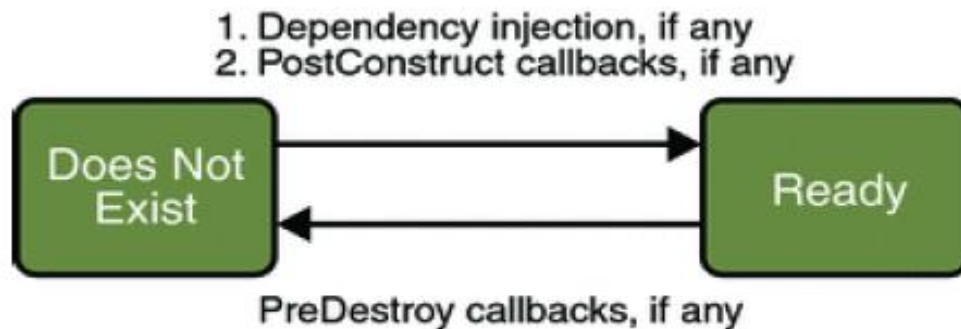 1. Dependency injection, if any
2. PostConstruct callbacks, if any
Does Not
Exist
Ready
PreDestroy callbacks, if any